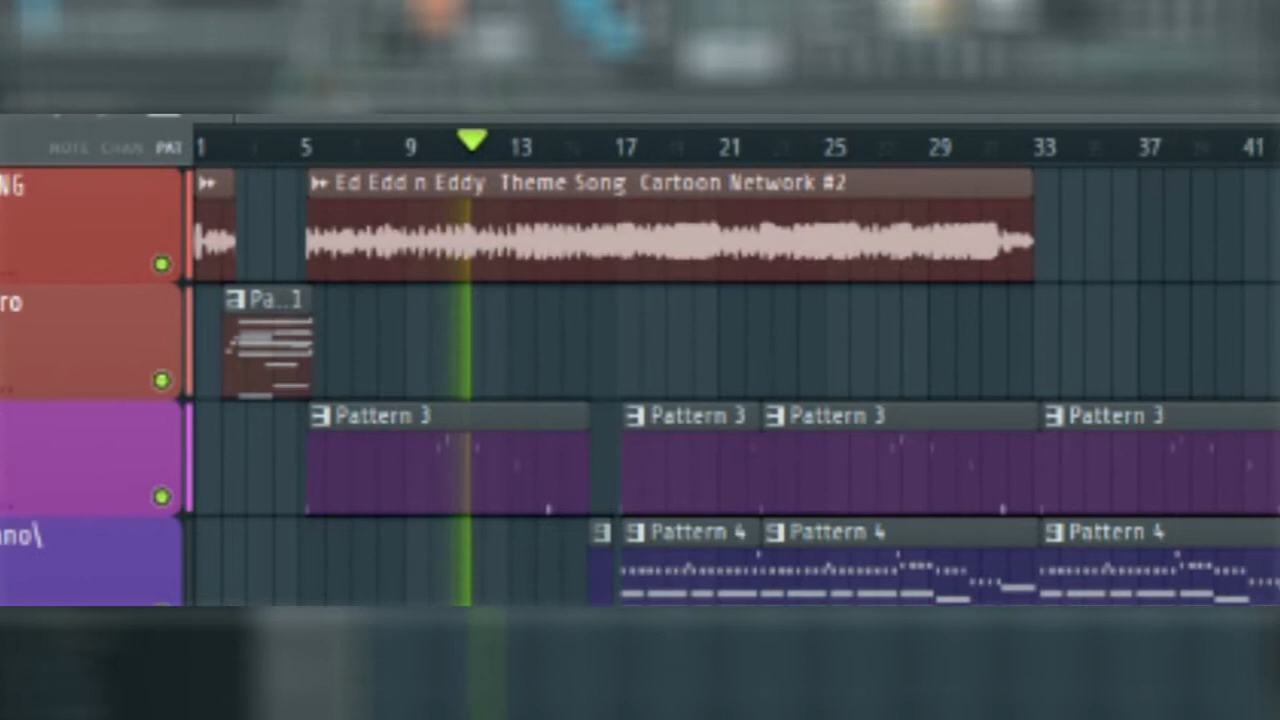 NOTE CHAN PAT 1 5 9 13 17 21 25 29 33 37 41
NG Ed Edd n Eddy Theme Song Cartoon Network #2
ro Pa...1
Pattern 3 Pattern 3 Pattern 3 Pattern 3
ano\ Pattern 4 Pattern 4 Pattern 4